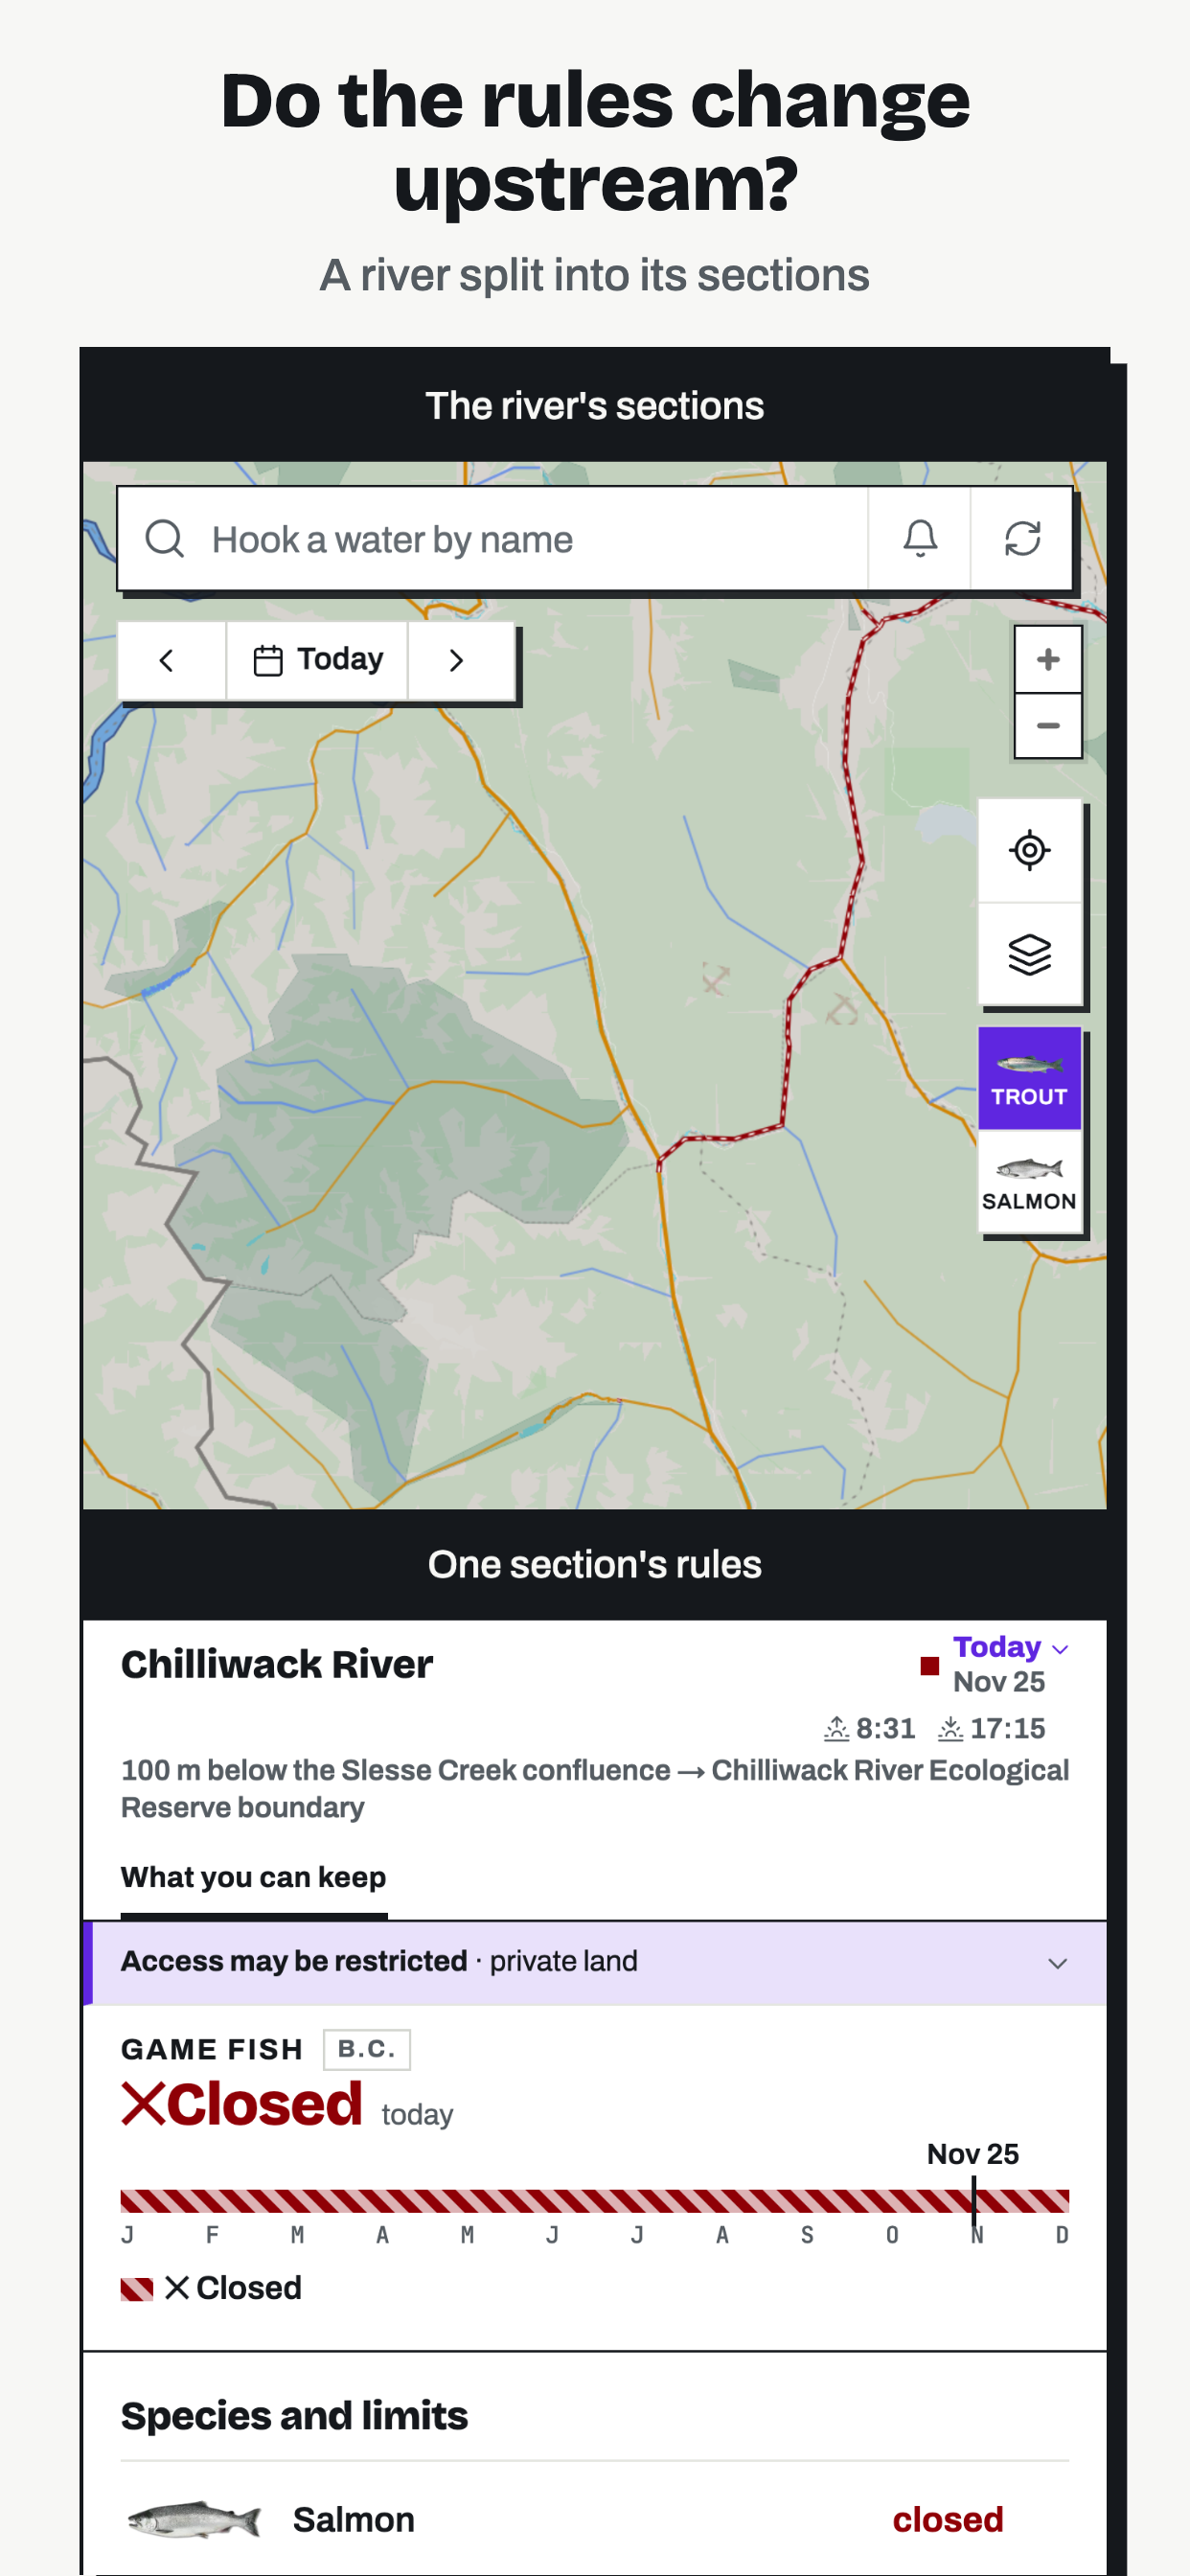 Do the rules change
upstream?
A river split into its sections
The river's sections
Hook a water by name
Today
+
−
TROUT
SALMON
One section's rules
Chilliwack River
Today
Nov 25
8:31 17:15
100 m below the Slesse Creek confluence → Chilliwack River Ecological
Reserve boundary
What you can keep
Access may be restricted · private land
GAME FISH B.C.
Closed today
Nov 25
J F M A M J J A S O N D
Closed
Species and limits
Salmon closed